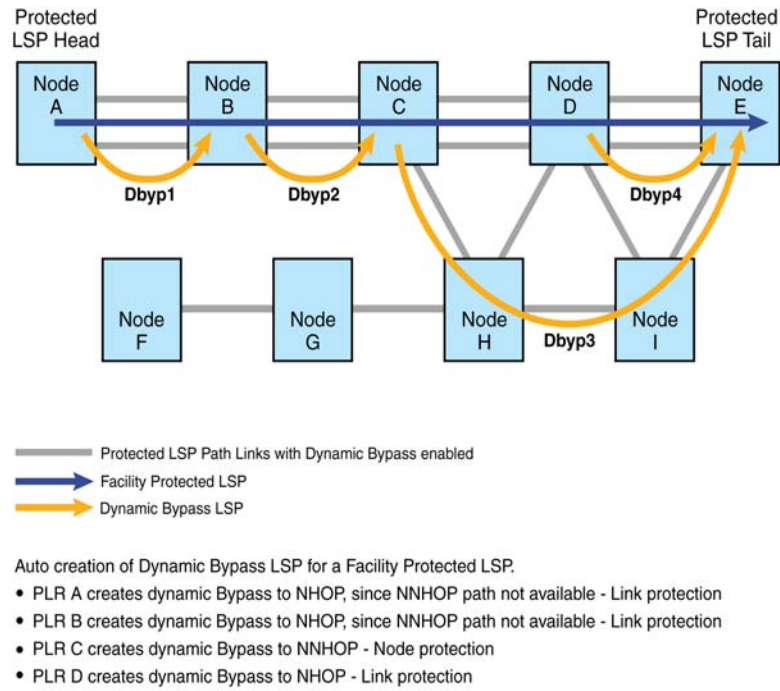 Protected
LSP Head
Protected
LSP Tail
Node
A
Node
B
Node
C
Node
D
Node
E
Dbyp1
Dbyp2
Dbyp4
Node
F
Node
G
Node
H
Node
I
Dbyp3
Protected LSP Path Links with Dynamic Bypass enabled
Facility Protected LSP
Dynamic Bypass LSP
Auto creation of Dynamic Bypass LSP for a Facility Protected LSP.
• PLR A creates dynamic Bypass to NHOP, since NNHOP path not available - Link protection
• PLR B creates dynamic Bypass to NHOP, since NNHOP path not available - Link protection
• PLR C creates dynamic Bypass to NNHOP - Node protection
• PLR D creates dynamic Bypass to NHOP - Link protection